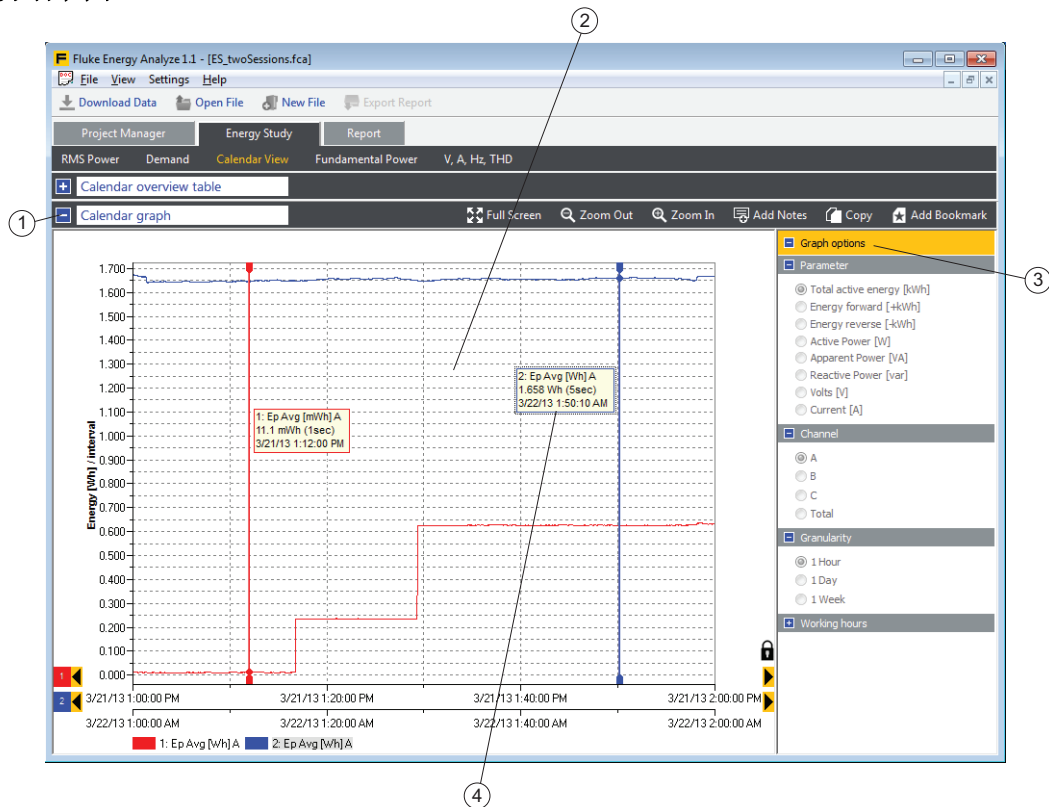 2
Fluke Energy Analyze 1.1 - [ES_twoSessions.fca]
File View Settings Help
Download Data Open File New File Export Report
Project Manager Energy Study Report
RMS Power Demand Calendar View Fundamental Power V, A, Hz, THD
Calendar overview table
1
Calendar graph Full Screen Zoom Out Zoom In Add Notes Copy Add Bookmark
Graph options
3
Parameter
Total active energy [kWh]
Energy forward [+kWh]
Energy reverse [-kWh]
Active Power [W]
Apparent Power [VA]
Reactive Power [var]
Volts [V]
Current [A]
Channel
A
B
C
Total
Granularity
1 Hour
1 Day
1 Week
Working hours
Energy [Wh] / interval
1.700
1.600
1.500
1.400
1.300
1.200
1.100
1.000
0.900
0.800
0.700
0.600
0.500
0.400
0.300
0.200
0.100
0.000
2: Ep Avg [Wh] A
1.658 Wh (5sec)
3/22/13 1:50:10 AM
1: Ep Avg [mWh] A
11.1 mWh (1sec)
3/21/13 1:12:00 PM
1
2
3/21/13 1:00:00 PM 3/21/13 1:20:00 PM 3/21/13 1:40:00 PM 3/21/13 2:00:00 PM
3/22/13 1:00:00 AM 3/22/13 1:20:00 AM 3/22/13 1:40:00 AM 3/22/13 2:00:00 AM
1: Ep Avg [Wh] A 2: Ep Avg [Wh] A
4